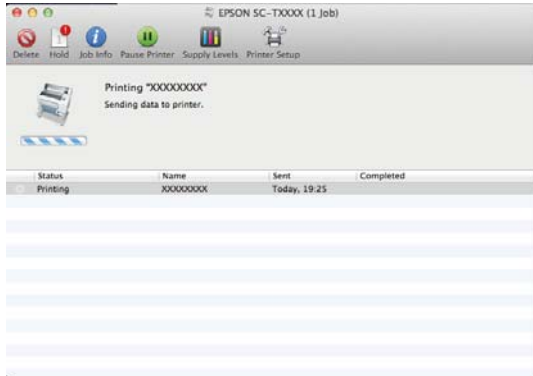 EPSON SC-TXXXX (1 Job)
Delete Hold Job Info Pause Printer Supply Levels Printer Setup
Printing "XXXXXXXX"
Sending data to printer.
Status Name Sent Completed
Printing XXXXXXXX Today, 19:25